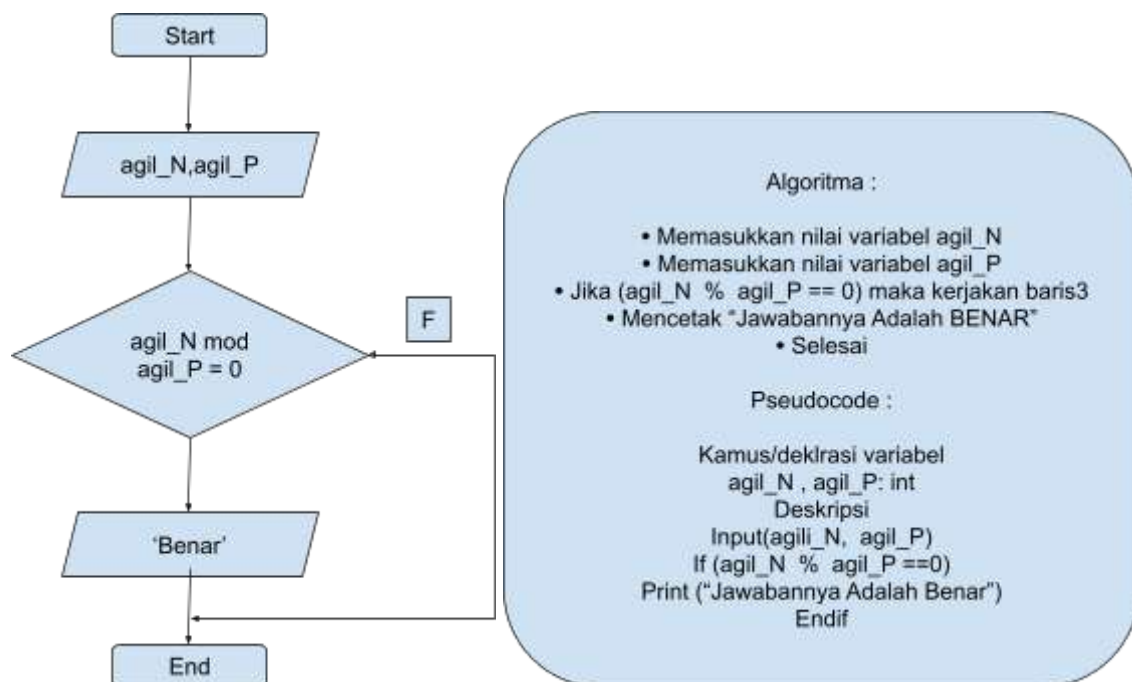 Start
agil_N,agil_P
agil_N mod
agil_P = 0
F
‘Benar’
End
Algoritma :
• Memasukkan nilai variabel agil_N
• Memasukkan nilai variabel agil_P
• Jika (agil_N % agil_P == 0) maka kerjakan baris3
• Mencetak “Jawabannya Adalah BENAR”
• Selesai
Pseudocode :
Kamus/deklrasi variabel
agil_N , agil_P: int
Deskripsi
Input(agili_N, agil_P)
If (agil_N % agil_P ==0)
Print (“Jawabannya Adalah Benar”)
Endif